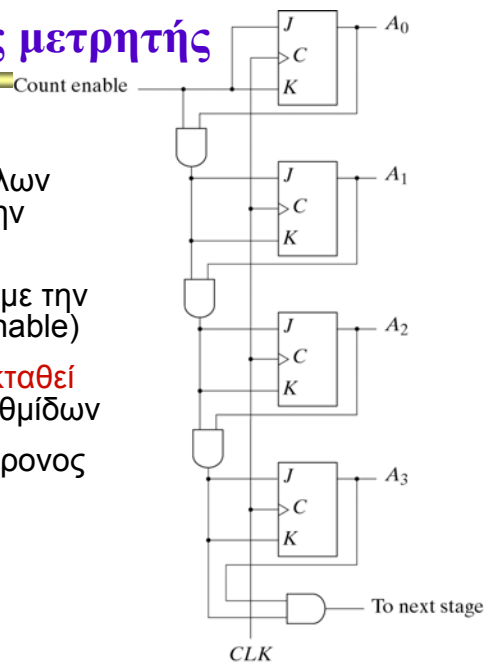 ς μετρητής
Count enable
J
C
K
A0
λων
ην
με την
nable)
κταθεί
θμίδων
ρονος
J
C
K
A1
J
C
K
A2
J
C
K
A3
To next stage
CLK